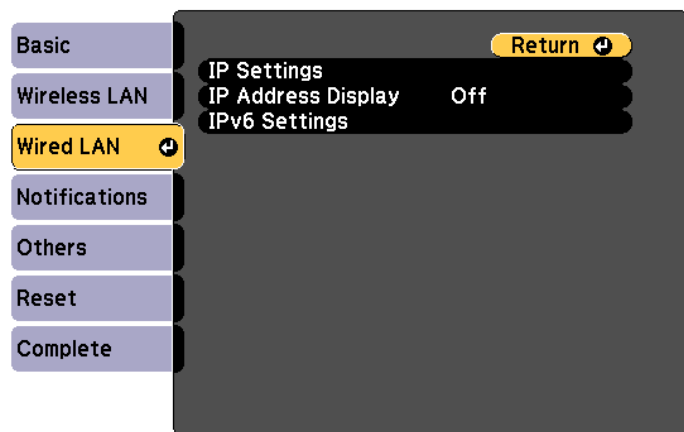 Basic
Wireless LAN
Wired LAN
Notifications
Others
Reset
Complete
Return
IP Settings
IP Address Display Off
IPv6 Settings